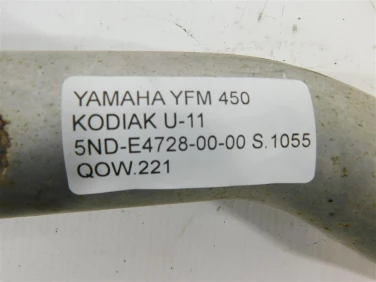 YAMAHA YFM 450
KODIAK U-11
5ND-E4728-00-00 S.1055
QOW.221